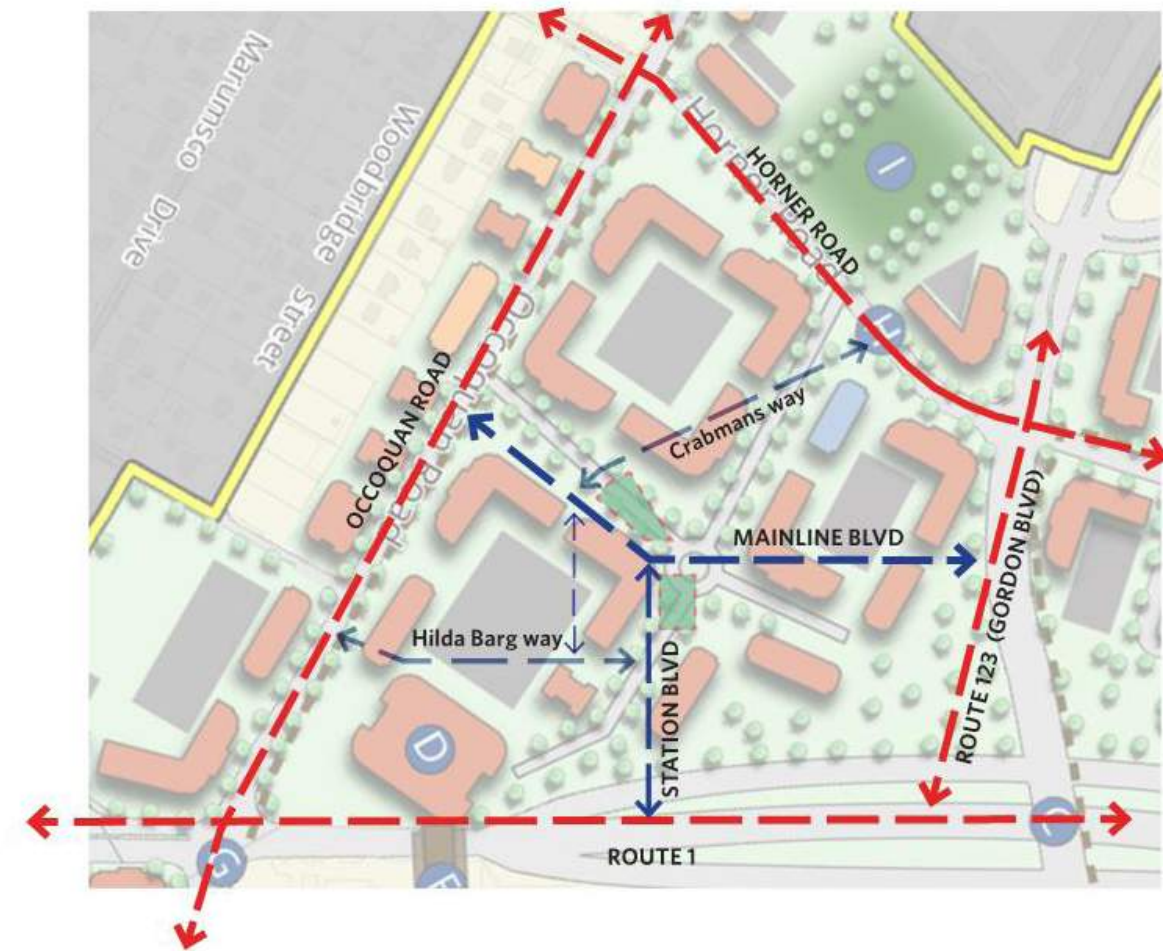 Marumsco
Drive
Woodbridge
Street
Horner Road
HORNER ROAD
I
Occoquan Road
OCCOQUAN ROAD
H
Crabmans way
MAINLINE BLVD
Hilda Barg way
STATION BLVD
ROUTE 123 (GORDON BLVD)
D
C
G
ROUTE 1